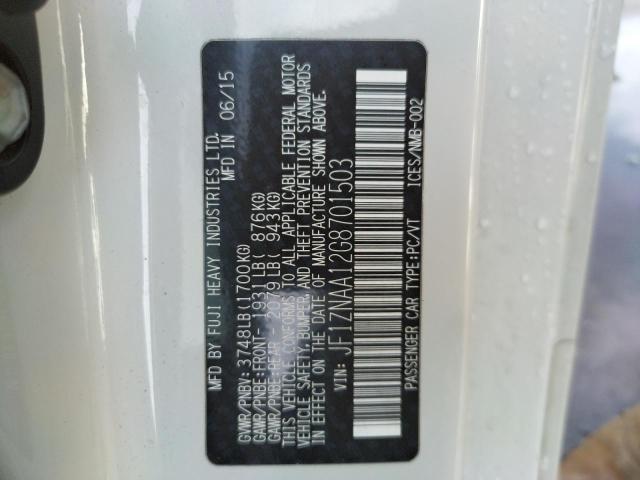 MFD BY FUJI HEAVY INDUSTRIES LTD.
MFD IN 06/15
GVWR/PNBV: 3748LB(1700KG)
GAWR/PNBE:FRONT- 1931LB( 876KG)
GAWR/PNBE:REAR- 2079LB( 943KG)
THIS VEHICLE CONFORMS TO ALL APPLICABLE FEDERAL MOTOR
VEHICLE SAFETY, BUMPER, AND THEFT PREVENTION STANDARDS
IN EFFECT ON THE DATE OF MANUFACTURE SHOWN ABOVE.
VIN: JF1ZNAA12G8701503
PASSENGER CAR TYPE:PC/VT ICES/NMB-002